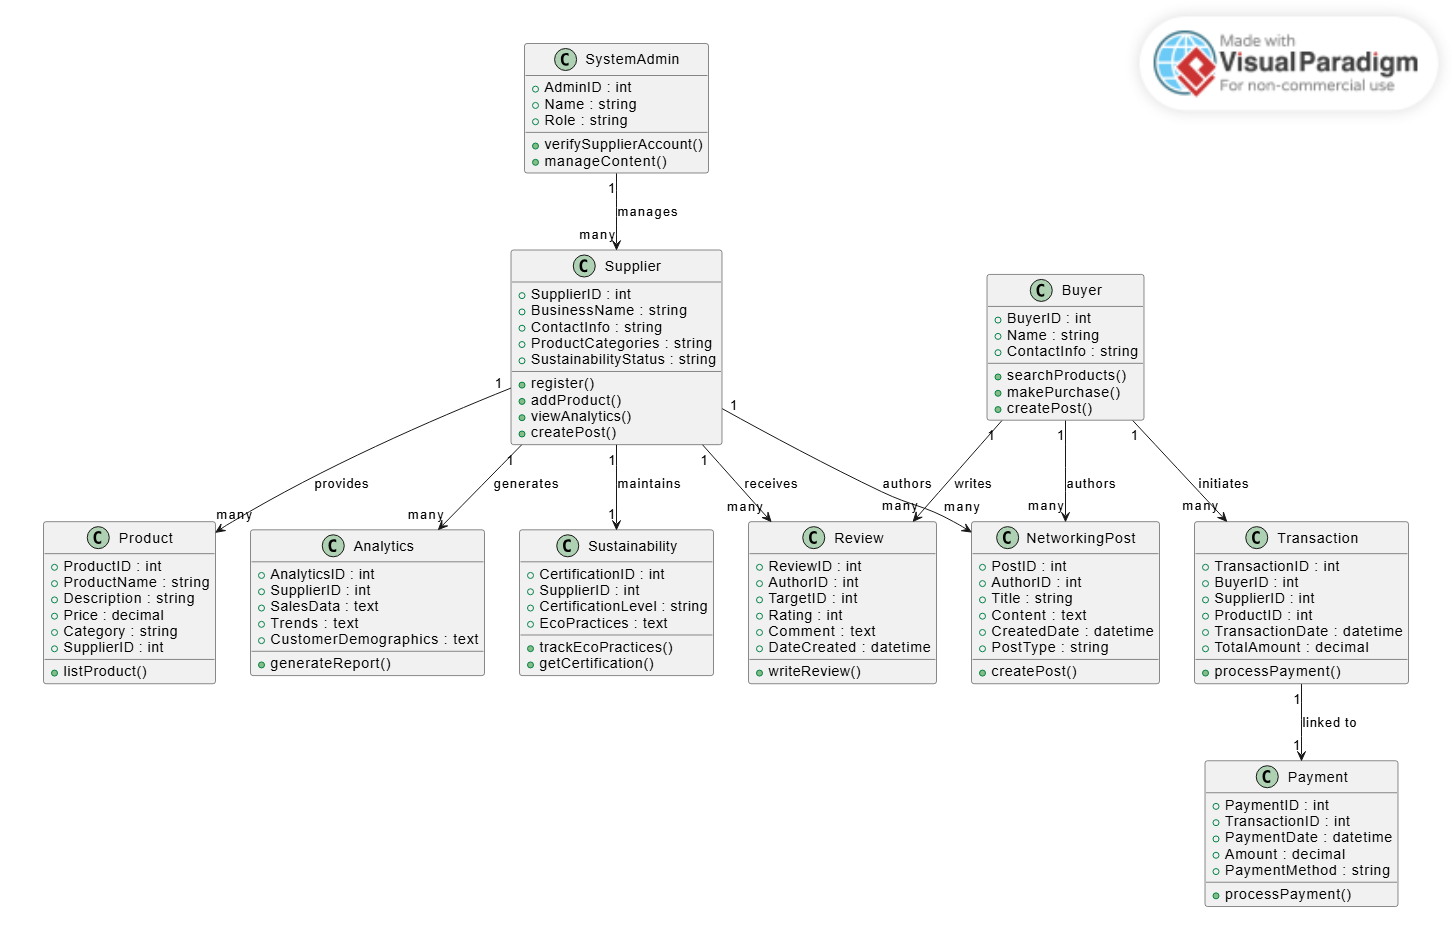 Made with
VisualParadigm
For non-commercial use
C SystemAdmin
AdminID : int
Name : string
Role : string
verifySupplierAccount()
manageContent()
1
manages
many
C Supplier
SupplierID : int
BusinessName : string
ContactInfo : string
ProductCategories : string
SustainabilityStatus : string
register()
addProduct()
viewAnalytics()
createPost()
C Buyer
BuyerID : int
Name : string
ContactInfo : string
searchProducts()
makePurchase()
createPost()
1
provides
many
1
generates
many
1
maintains
1
1
receives
many
1
authors
many
1
writes
many
1
authors
many
1
initiates
many
C Product
ProductID : int
ProductName : string
Description : string
Price : decimal
Category : string
SupplierID : int
listProduct()
C Analytics
AnalyticsID : int
SupplierID : int
SalesData : text
Trends : text
CustomerDemographics : text
generateReport()
C Sustainability
CertificationID : int
SupplierID : int
CertificationLevel : string
EcoPractices : text
trackEcoPractices()
getCertification()
C Review
ReviewID : int
AuthorID : int
TargetID : int
Rating : int
Comment : text
DateCreated : datetime
writeReview()
C NetworkingPost
PostID : int
AuthorID : int
Title : string
Content : text
CreatedDate : datetime
PostType : string
createPost()
C Transaction
TransactionID : int
BuyerID : int
SupplierID : int
ProductID : int
TransactionDate : datetime
TotalAmount : decimal
processPayment()
1
linked to
1
C Payment
PaymentID : int
TransactionID : int
PaymentDate : datetime
Amount : decimal
PaymentMethod : string
processPayment()